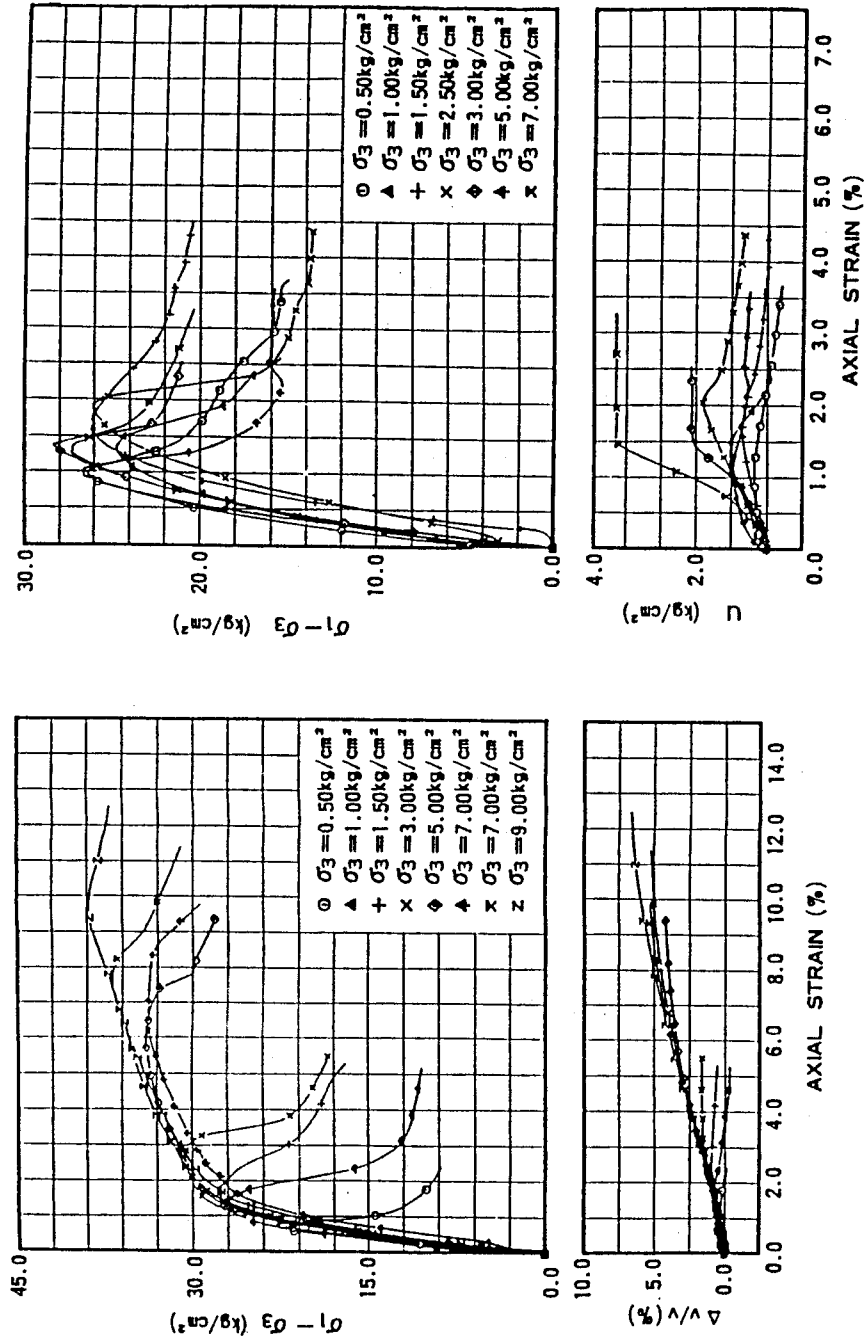 σ1-σ3 (kg/cm²)
45.0
30.0
15.0
0.0
σ3=0.50kg/cm²
σ3=1.00kg/cm²
σ3=1.50kg/cm²
σ3=3.00kg/cm²
σ3=5.00kg/cm²
σ3=7.00kg/cm²
σ3=7.00kg/cm²
σ3=9.00kg/cm²
Δv/v(%)
10.0
5.0
0.0
0.0 2.0 4.0 6.0 8.0 10.0 12.0 14.0
AXIAL STRAIN (%)
σ1-σ3 (kg/cm²)
30.0
20.0
10.0
0.0
σ3=0.50kg/cm²
σ3=1.00kg/cm²
σ3=1.50kg/cm²
σ3=2.50kg/cm²
σ3=3.00kg/cm²
σ3=5.00kg/cm²
σ3=7.00kg/cm²
U (kg/cm²)
4.0
2.0
0.0
0.0 1.0 2.0 3.0 4.0 5.0 6.0 7.0
AXIAL STRAIN (%)